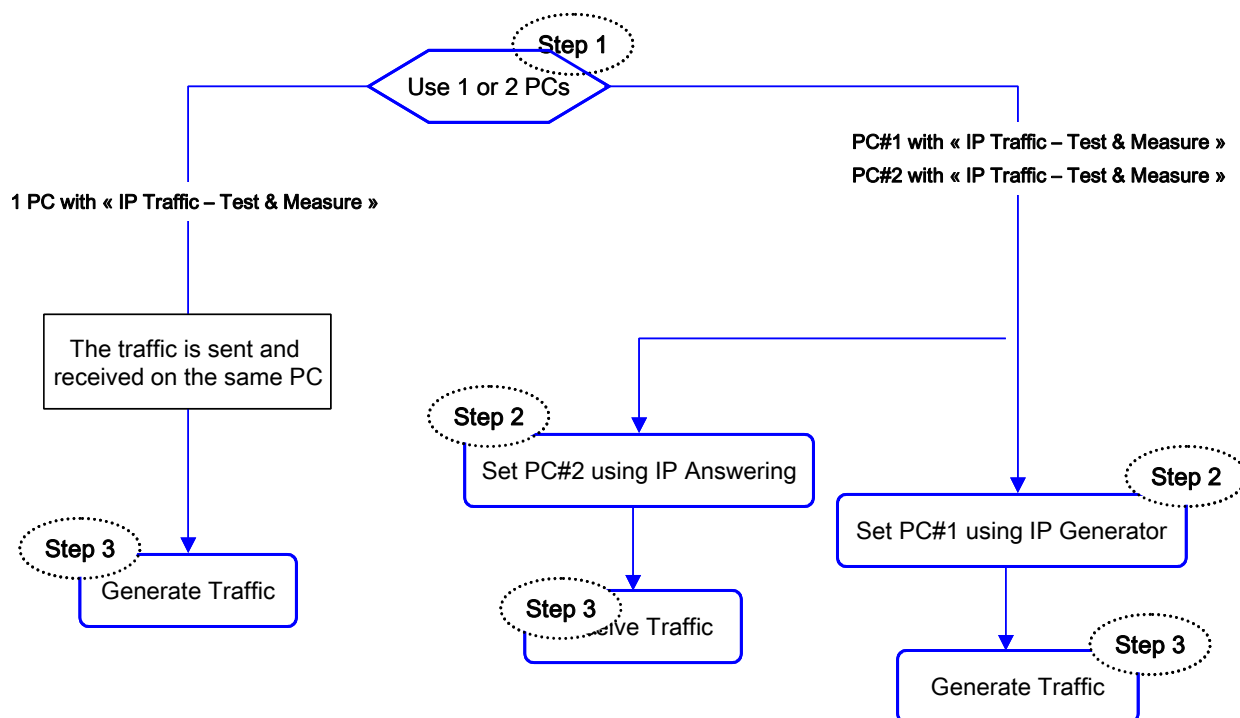 Step 1
Use 1 or 2 PCs
PC#1 with « IP Traffic – Test & Measure »
PC#2 with « IP Traffic – Test & Measure »
1 PC with « IP Traffic – Test & Measure »
The traffic is sent and
received on the same PC
Step 2
Set PC#2 using IP Answering
Step 2
Set PC#1 using IP Generator
Step 3
Generate Traffic
Step 3
Traffic
Step 3
Generate Traffic